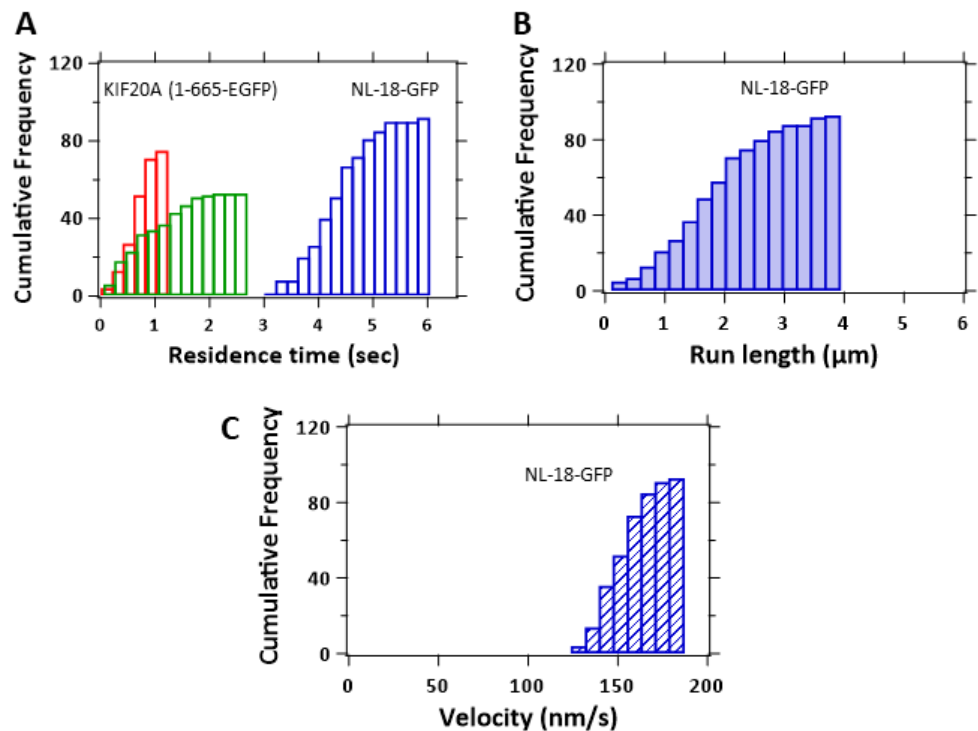 A
Cumulative Frequency
120
80
40
0
KIF20A (1-665-EGFP)
NL-18-GFP
0 1 2 3 4 5 6
Residence time (sec)
B
Cumulative Frequency
120
80
40
0
NL-18-GFP
0 1 2 3 4 5 6
Run length (µm)
C
Cumulative Frequency
120
80
40
0
NL-18-GFP
0 50 100 150 200
Velocity (nm/s)